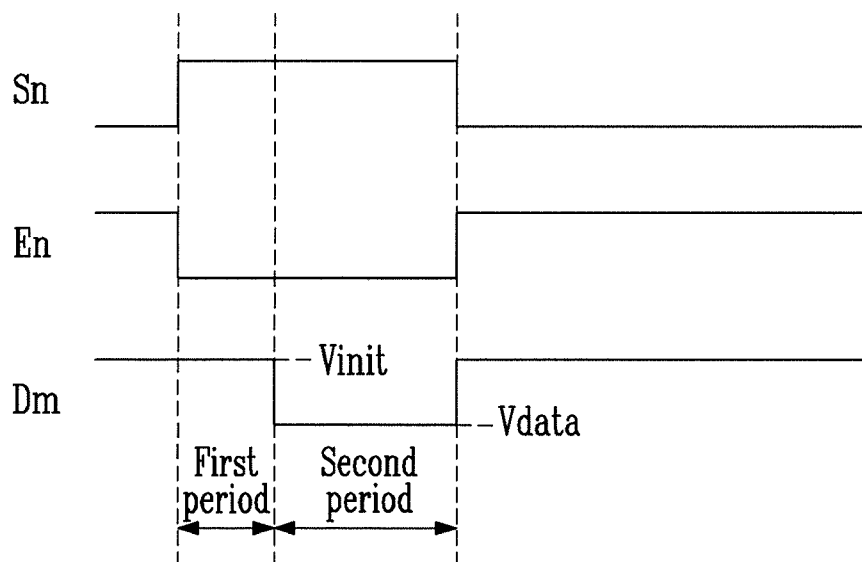 Sn
En
Vinit
Dm
Vdata
First
period
Second
period